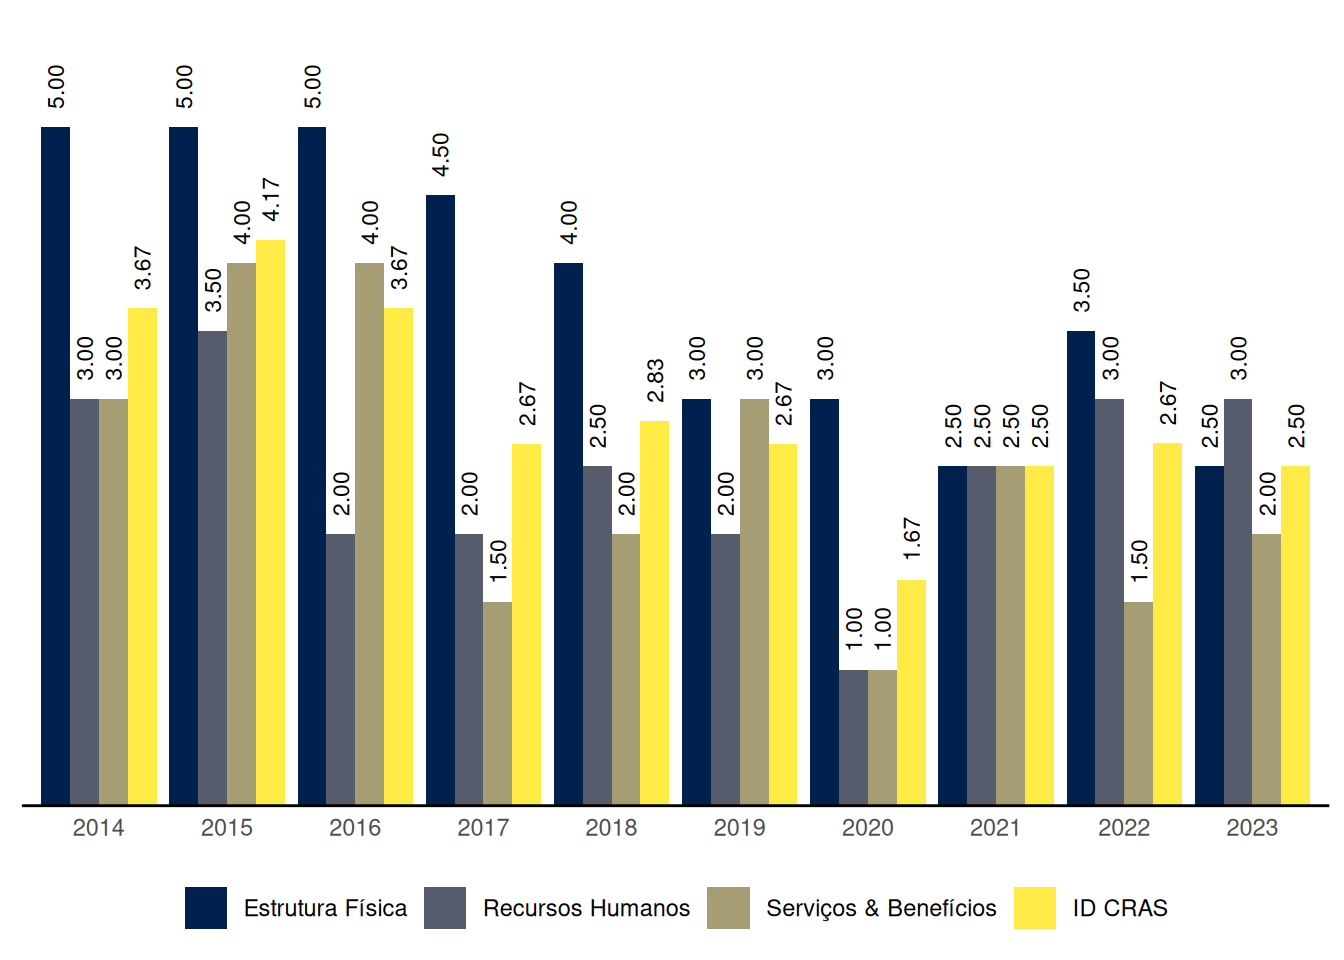 5.00 3.00 3.00 3.67
5.00 3.50 4.00 4.17
5.00 2.00 4.00 3.67
4.50 2.00 1.50 2.67
4.00 2.50 2.00 2.83
3.00 2.00 3.00 2.67
3.00 1.00 1.00 1.67
2.50 2.50 2.50 2.50
3.50 3.00 1.50 2.67
2.50 3.00 2.00 2.50
2014 2015 2016 2017 2018 2019 2020 2021 2022 2023
Estrutura Física Recursos Humanos Serviços & Benefícios ID CRAS